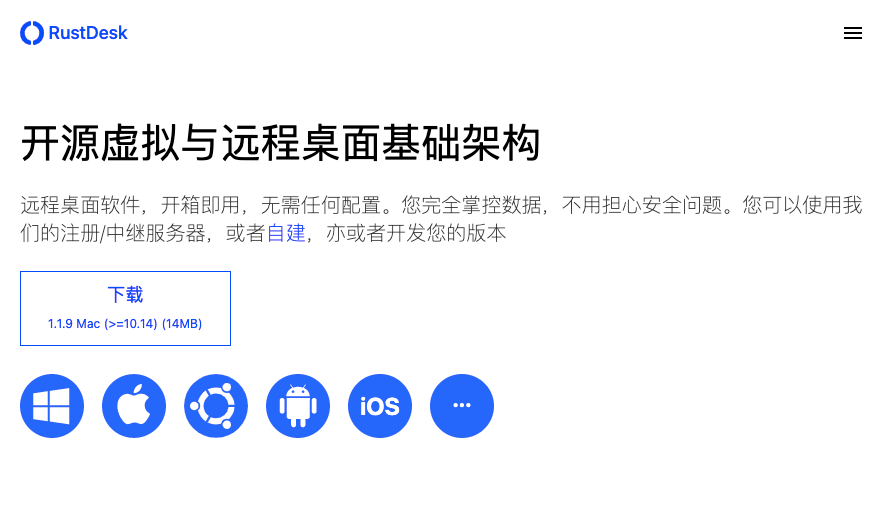 RustDesk
开源虚拟与远程桌面基础架构
远程桌面软件，开箱即用，无需任何配置。您完全掌控数据，不用担心安全问题。您可以使用我
们的注册/中继服务器，或者自建，亦或者开发您的版本
下载
1.1.9 Mac (>=10.14) (14MB)
iOS